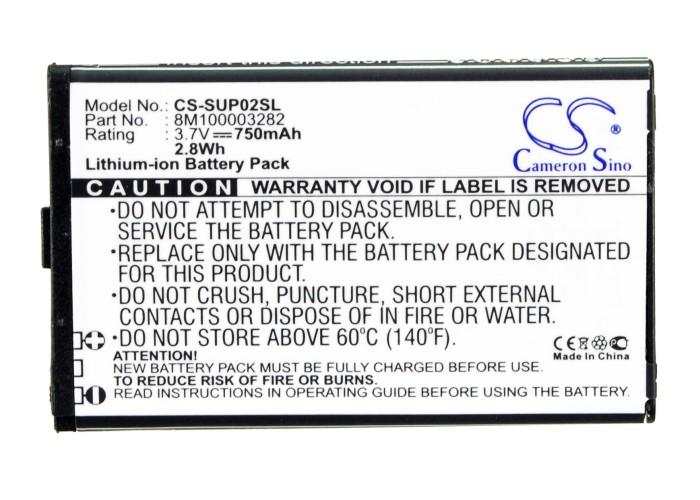 Model No.: CS-SUP02SL
Part No. : 8M100003282
Rating : 3.7V⎓750mAh
2.8Wh
Lithium-ion Battery Pack
CS
Cameron Sino
CAUTION WARRANTY VOID IF LABEL IS REMOVED
•DO NOT ATTEMPT TO DISASSEMBLE, OPEN OR
SERVICE THE BATTERY PACK.
•REPLACE ONLY WITH THE BATTERY PACK DESIGNED
FOR THIS PRODUCT.
•DO NOT CRUSH, PUNCTURE, SHORT EXTERNAL
CONTACTS, OR DISPOSE OF IN FIRE OR WATER.
•DO NOT STORE ABOVE 60°C (140°F).
CE
Made In China
ATTENTION!
NEW BATTERY PACK MUST BE FULLY CHARGED BEFORE USE.
TO REDUCE RISK OF FIRE OR BURNS.
READ INSTRUCTIONS IN OPERATING GUIDE BEFORE USING BATTERY.